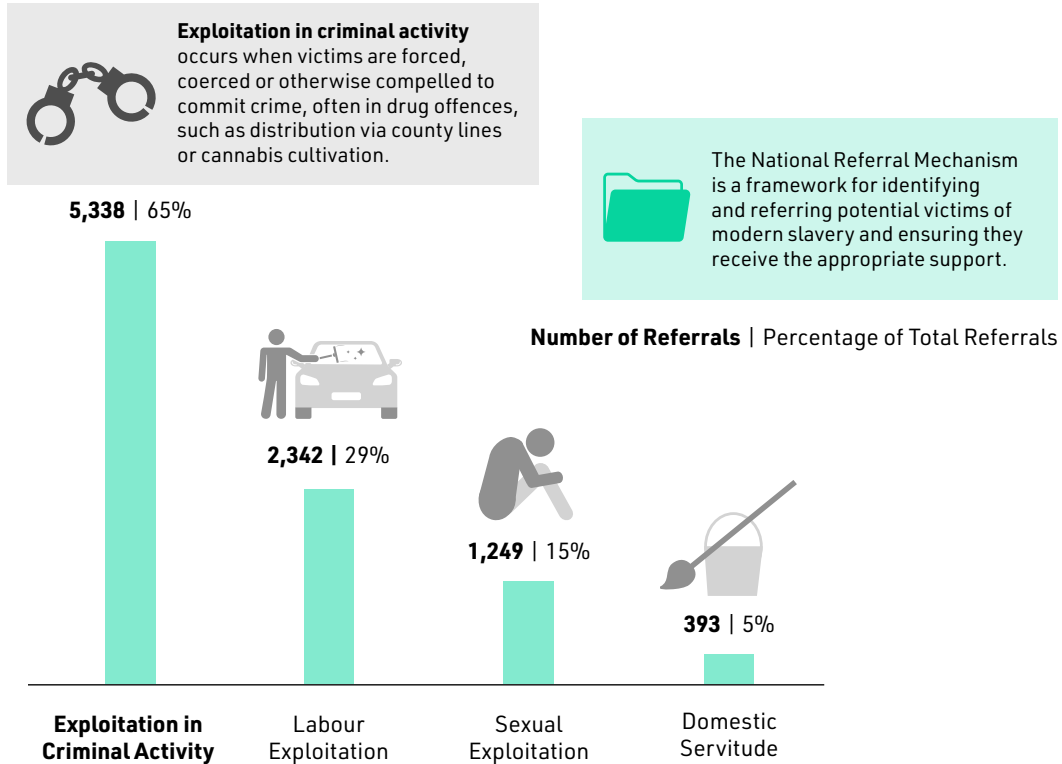 Exploitation in criminal activity
occurs when victims are forced,
coerced or otherwise compelled to
commit crime, often in drug offences,
such as distribution via county lines
or cannabis cultivation.
The National Referral Mechanism
is a framework for identifying
and referring potential victims of
modern slavery and ensuring they
receive the appropriate support.
Number of Referrals | Percentage of Total Referrals
5,338 | 65%
2,342 | 29%
1,249 | 15%
393 | 5%
Exploitation in
Criminal Activity
Labour
Exploitation
Sexual
Exploitation
Domestic
Servitude